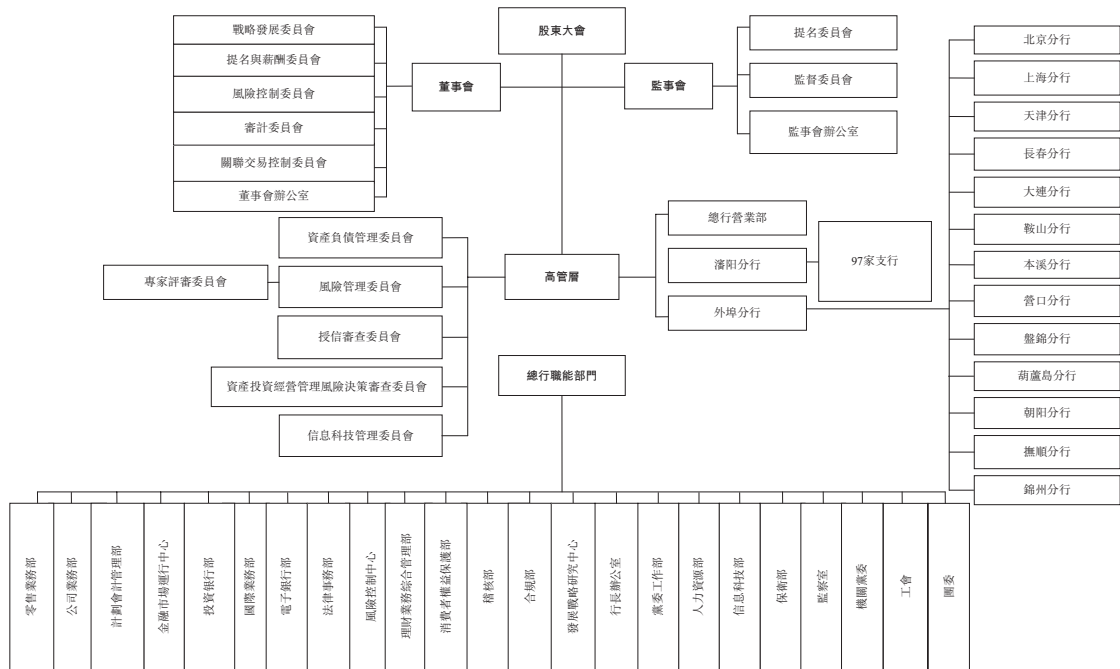 股東大會
董事會
監事會
戰略發展委員會
提名與薪酬委員會
風險控制委員會
審計委員會
關聯交易控制委員會
董事會辦公室
提名委員會
監督委員會
監事會辦公室
高管層
資產負債管理委員會
專家評審委員會
風險管理委員會
授信審查委員會
資產投資經營管理風險決策審查委員會
信息科技管理委員會
總行營業部
瀋陽分行
外埠分行
97家支行
北京分行
上海分行
天津分行
長春分行
大連分行
鞍山分行
本溪分行
營口分行
盤錦分行
葫蘆島分行
朝陽分行
撫順分行
錦州分行
總行職能部門
零售業務部
公司業務部
計劃會計管理部
金融市場運行中心
投資銀行部
國際業務部
電子銀行部
法律事務部
風險控制中心
理財業務綜合管理部
消費者權益保護部
稽核部
合規部
發展戰略研究中心
行長辦公室
黨委工作部
人力資源部
信息科技部
保衛部
監察室
機關黨委
工會
團委